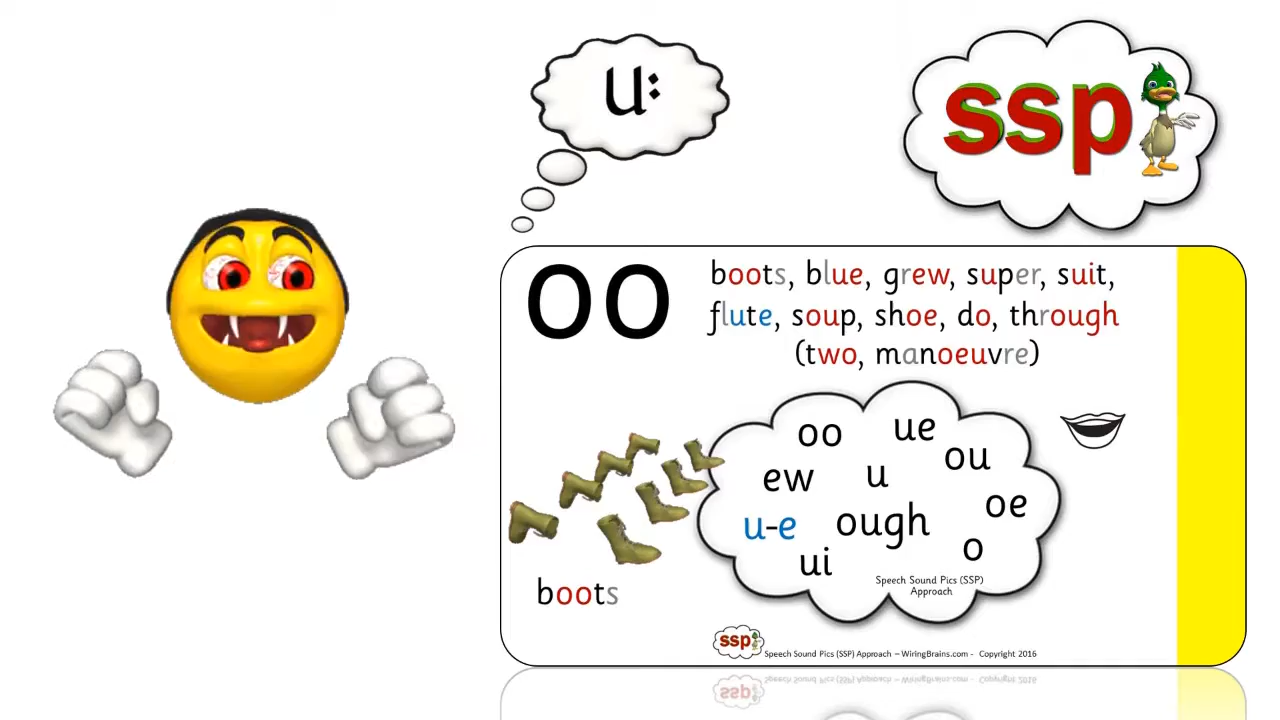 uː
ssp
oo
boots, blue, grew, super, suit,
flute, soup, shoe, do, through
(two, manoeuvre)
oo
ue
ew
u
ou
u-e
ough
oe
ui
o
Speech Sound Pics (SSP)
Approach
boots
ssp
Speech Sound Pics (SSP) Approach – WiringBrains.com - Copyright 2016